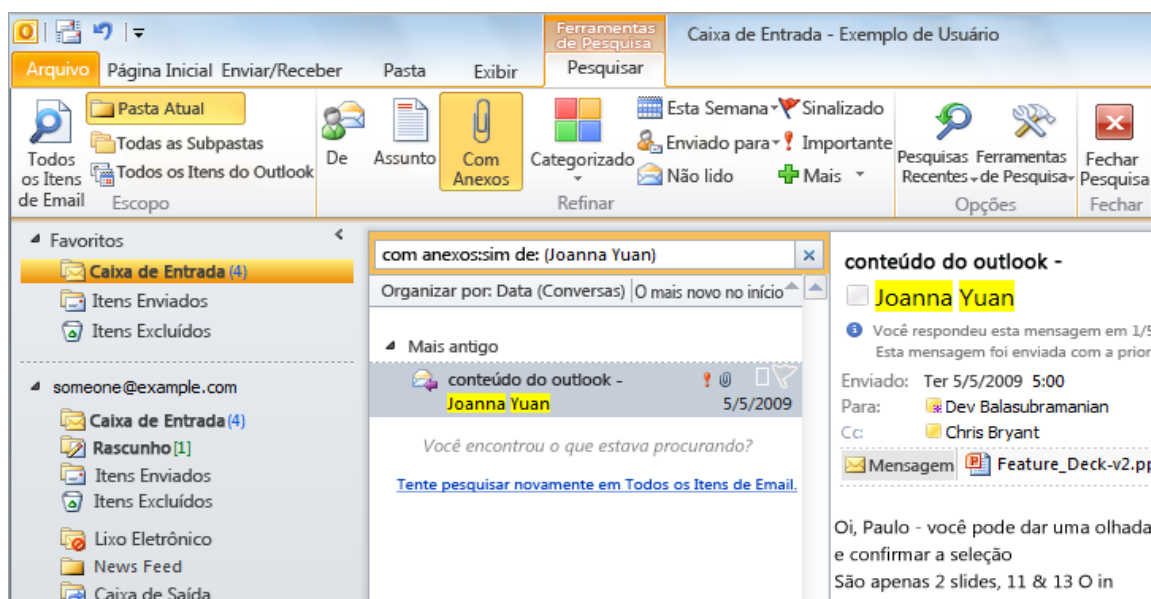 Ferramentas
de Pesquisa
Caixa de Entrada - Exemplo de Usuário
Arquivo Página Inicial Enviar/Receber Pasta Exibir Pesquisar
Todos
os Itens
de Email
Pasta Atual
Todas as Subpastas
Todos os Itens do Outlook
Escopo
De
Assunto
Com
Anexos
Categorizado
Esta Semana
Enviado para
Não lido
Sinalizado
Importante
Mais
Refinar
Pesquisas
Recentes
Ferramentas
de Pesquisa
Opções
Fechar
Pesquisa
Fechar
Favoritos
Caixa de Entrada (4)
Itens Enviados
Itens Excluídos
someone@example.com
Caixa de Entrada (4)
Rascunho [1]
Itens Enviados
Itens Excluídos
Lixo Eletrônico
News Feed
Caixa de Saída
com anexos:sim de: (Joanna Yuan)
Organizar por: Data (Conversas) O mais novo no início
Mais antigo
conteúdo do outlook -
Joanna Yuan 5/5/2009
Você encontrou o que estava procurando?
Tente pesquisar novamente em Todos os Itens de Email.
conteúdo do outlook -
Joanna Yuan
Você respondeu esta mensagem em 1/5
Esta mensagem foi enviada com a prior
Enviado: Ter 5/5/2009 5:00
Para: Dev Balasubramanian
Cc: Chris Bryant
Mensagem Feature_Deck-v2.pp
Oi, Paulo - você pode dar uma olhada
e confirmar a seleção
São apenas 2 slides, 11 & 13 O in